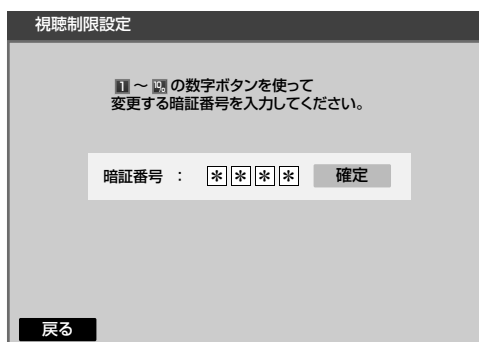 視聴制限設定
1 ～ 10 の数字ボタンを使って
変更する暗証番号を入力してください。
暗証番号 ： ＊＊＊＊ 確定
戻る